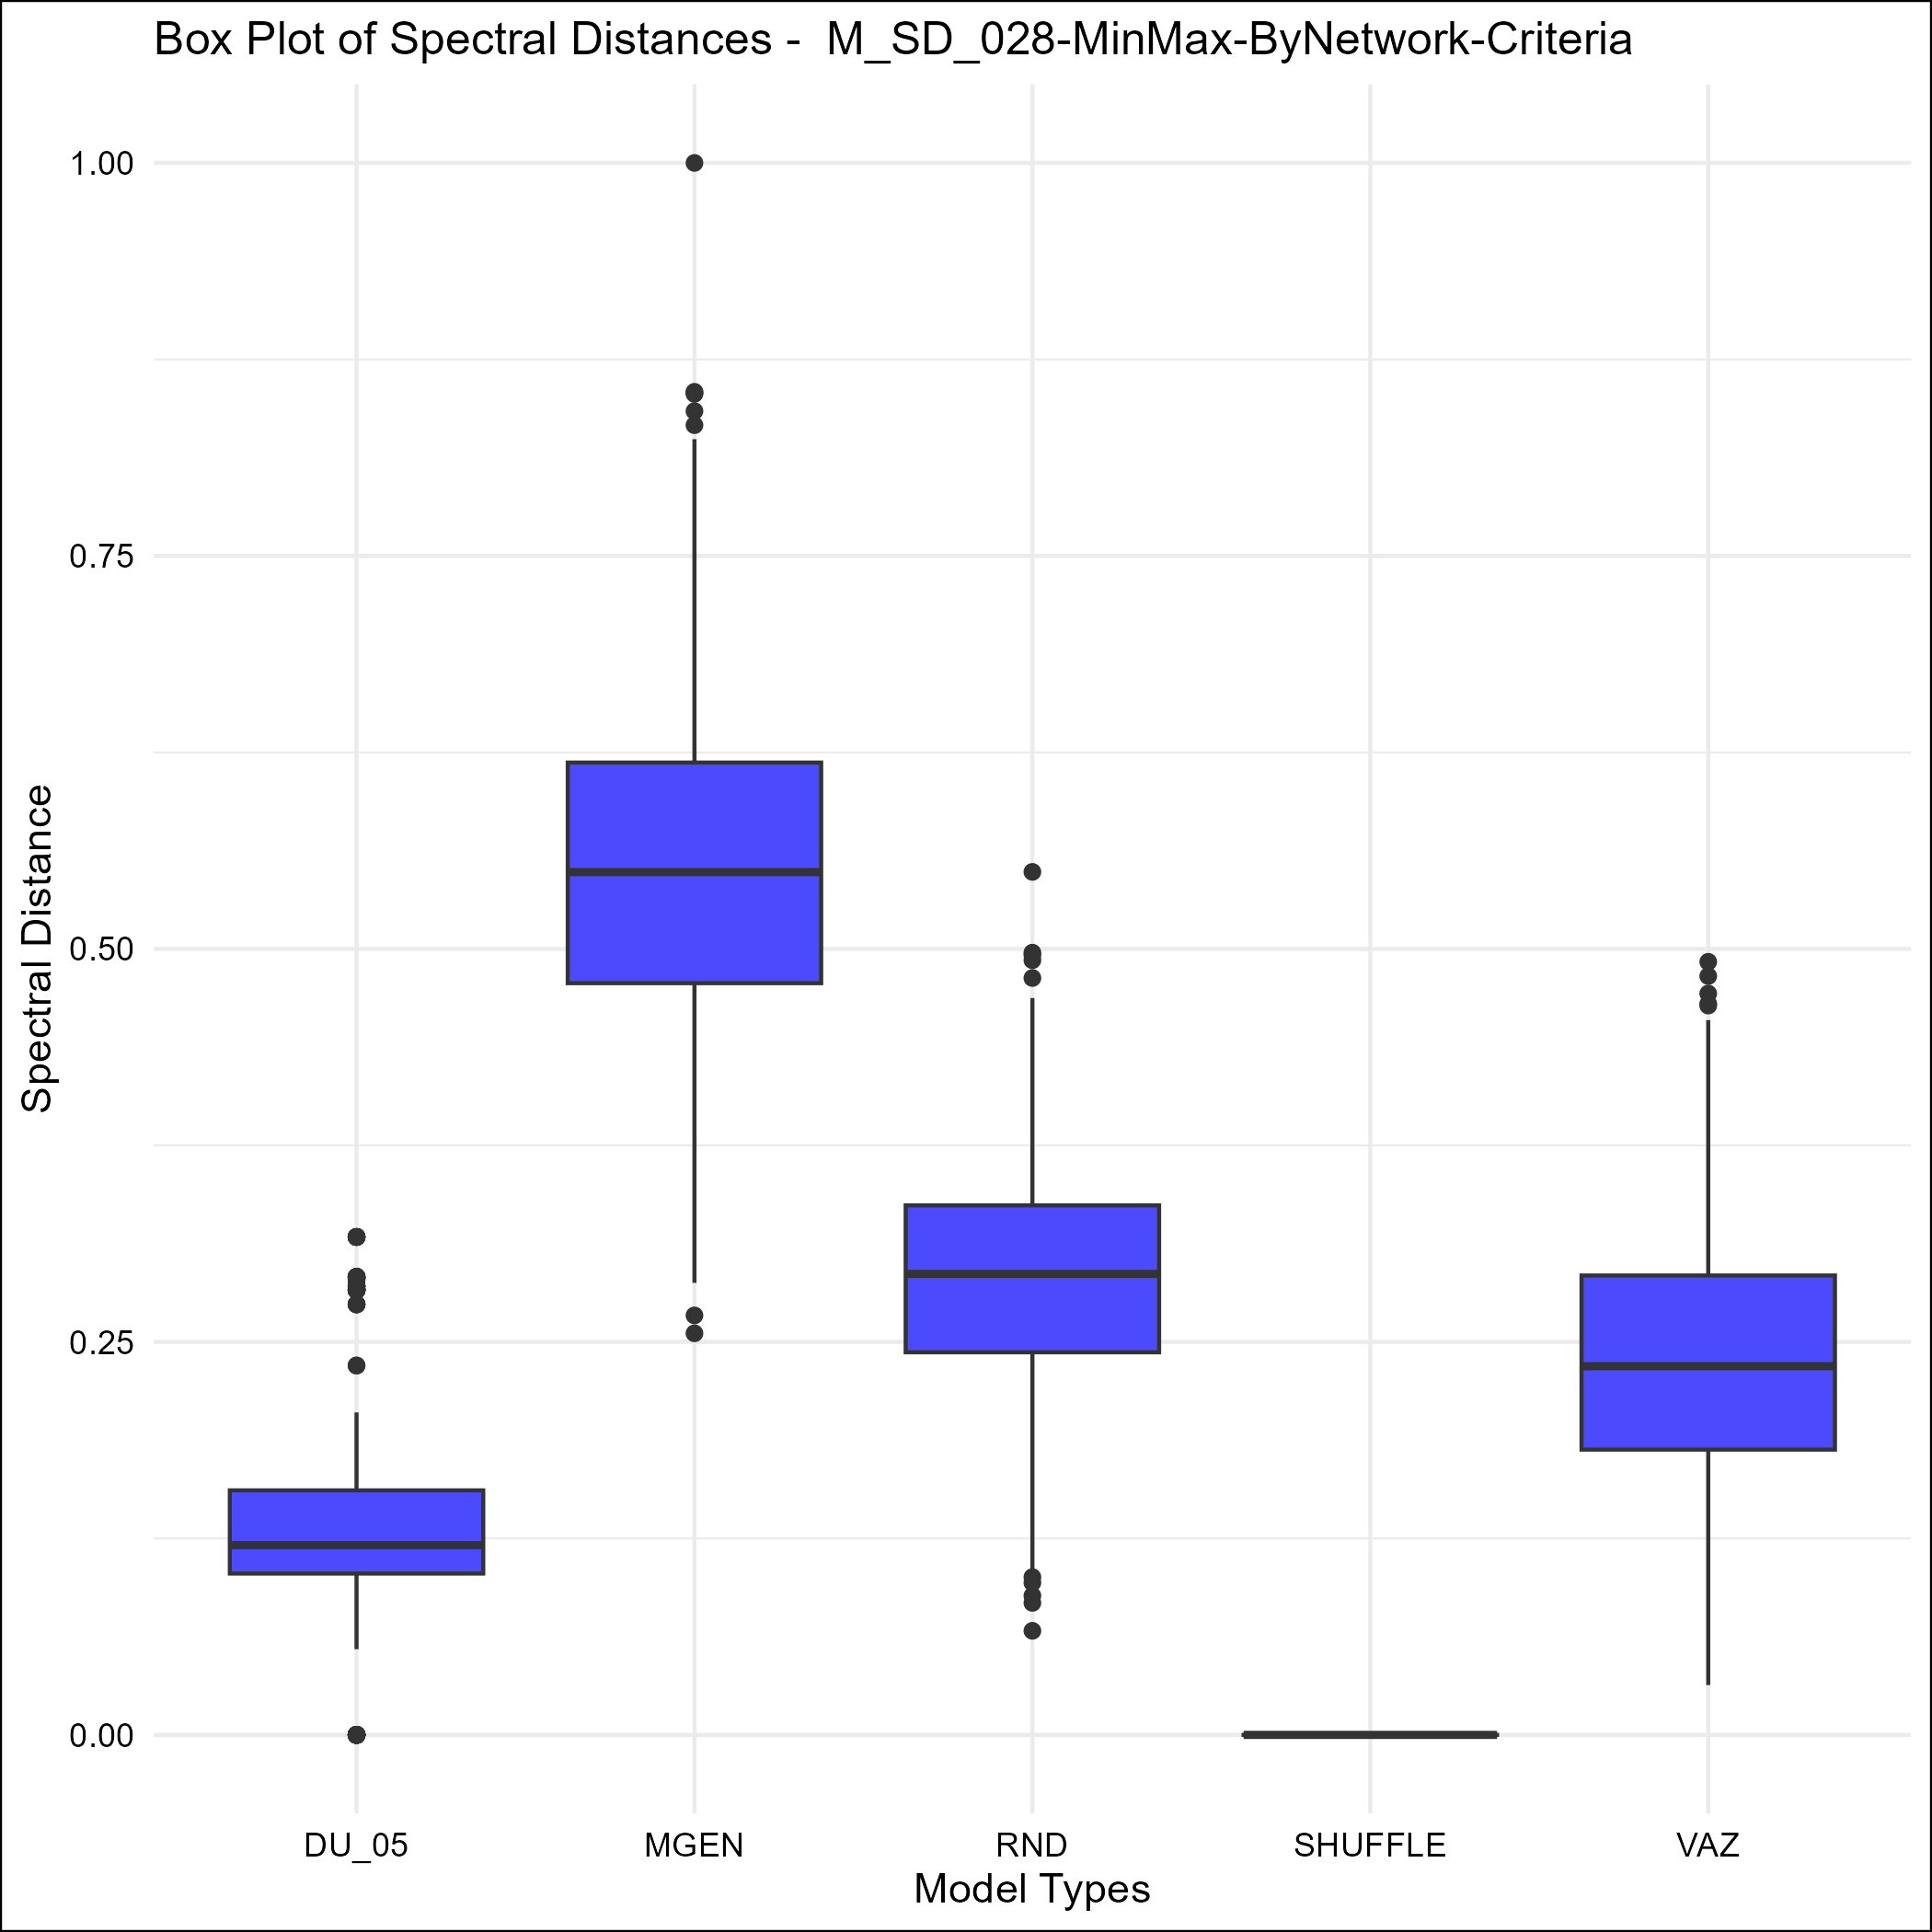 Box Plot of Spectral Distances -  M_SD_028-MinMax-ByNetwork-Criteria
1.00
0.75
0.50
0.25
0.00
Spectral Distance
DU_05 MGEN RND SHUFFLE VAZ
Model Types